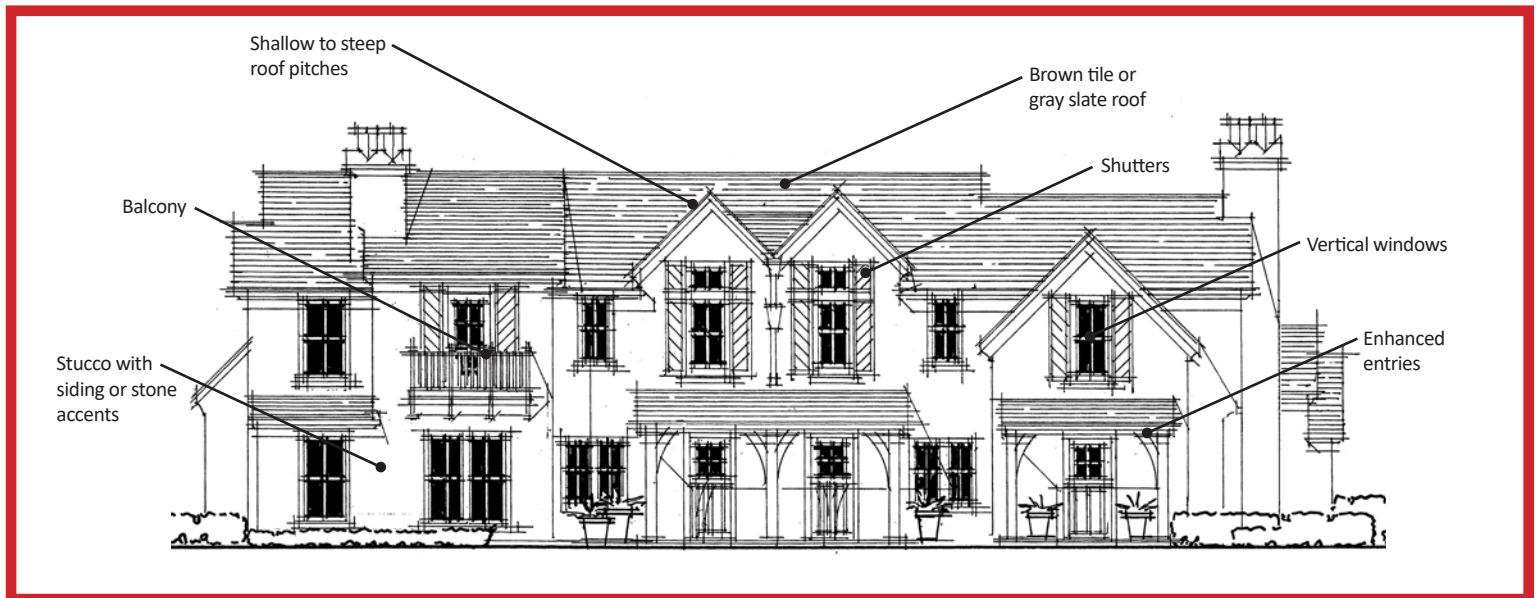 Shallow to steep
roof pitches
Brown tile or
gray slate roof
Shutters
Balcony
Vertical windows
Enhanced
entries
Stucco with
siding or stone
accents